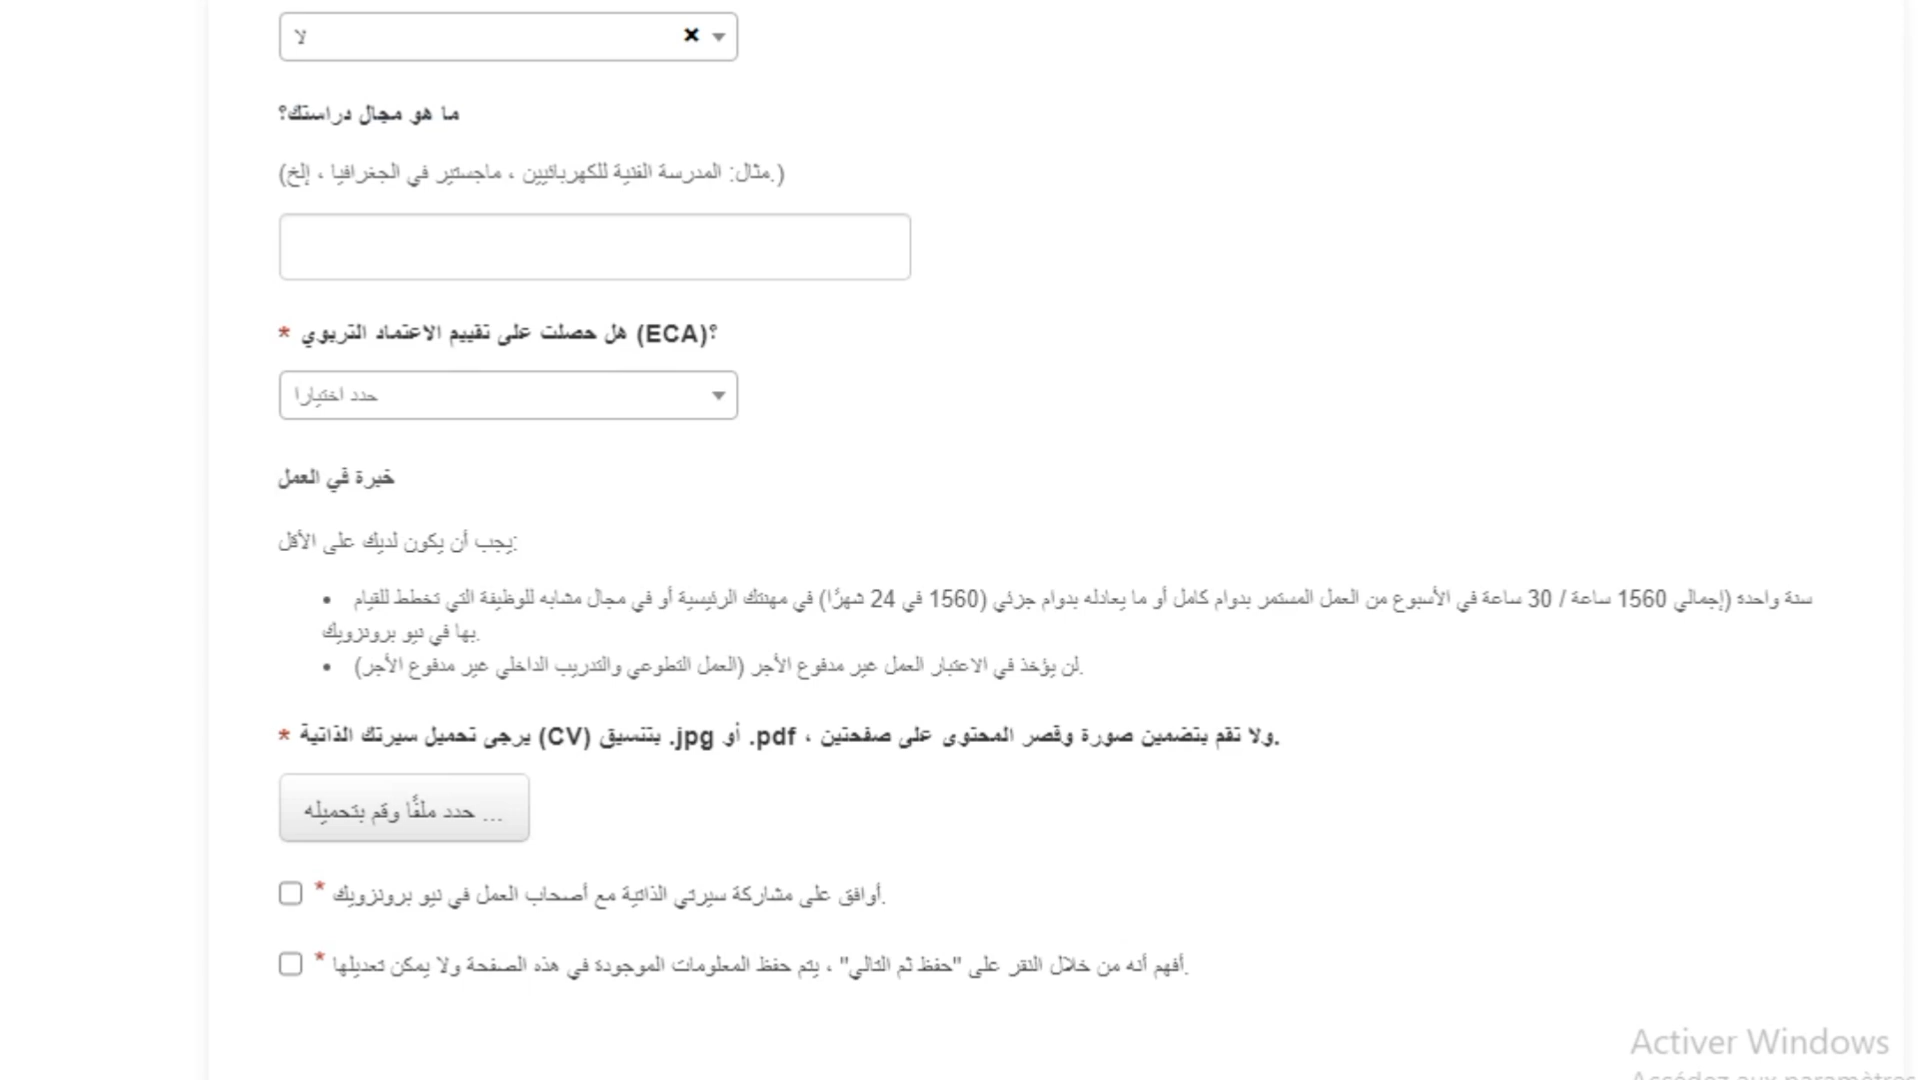 لا
ما هو مجال دراستك؟
(مثال: المدرسة الفنية للكهربائيين ، ماجستير في الجغرافيا ، إلخ.)
* هل حصلت على تقييم الاعتماد التربوي (ECA)؟
حدد اختيارا
خبرة في العمل
يجب أن يكون لديك على الأقل:
• سنة واحدة (إجمالي 1560 ساعة / 30 ساعة في الأسبوع من العمل المستمر بدوام كامل أو ما يعادله بدوام جزئي (1560 في 24 شهرًا) في مهنتك الرئيسية أو في مجال مشابه للوظيفة التي تخطط للقيام
بها في نيو برونزويك.
• لن يؤخذ في الاعتبار العمل غير مدفوع الأجر (العمل التطوعي والتدريب الداخلي غير مدفوع الأجر).
* يرجى تحميل سيرتك الذاتية (CV) بتنسيق .jpg أو .pdf ، ولا تقم بتضمين صورة وقصر المحتوى على صفحتين.
حدد ملفًا وقم بتحميله ...
* أوافق على مشاركة سيرتي الذاتية مع أصحاب العمل في نيو برونزويك.
* أفهم أنه من خلال النقر على "حفظ ثم التالي" ، يتم حفظ المعلومات الموجودة في هذه الصفحة ولا يمكن تعديلها.
Activer Windows
Accédez aux paramètres